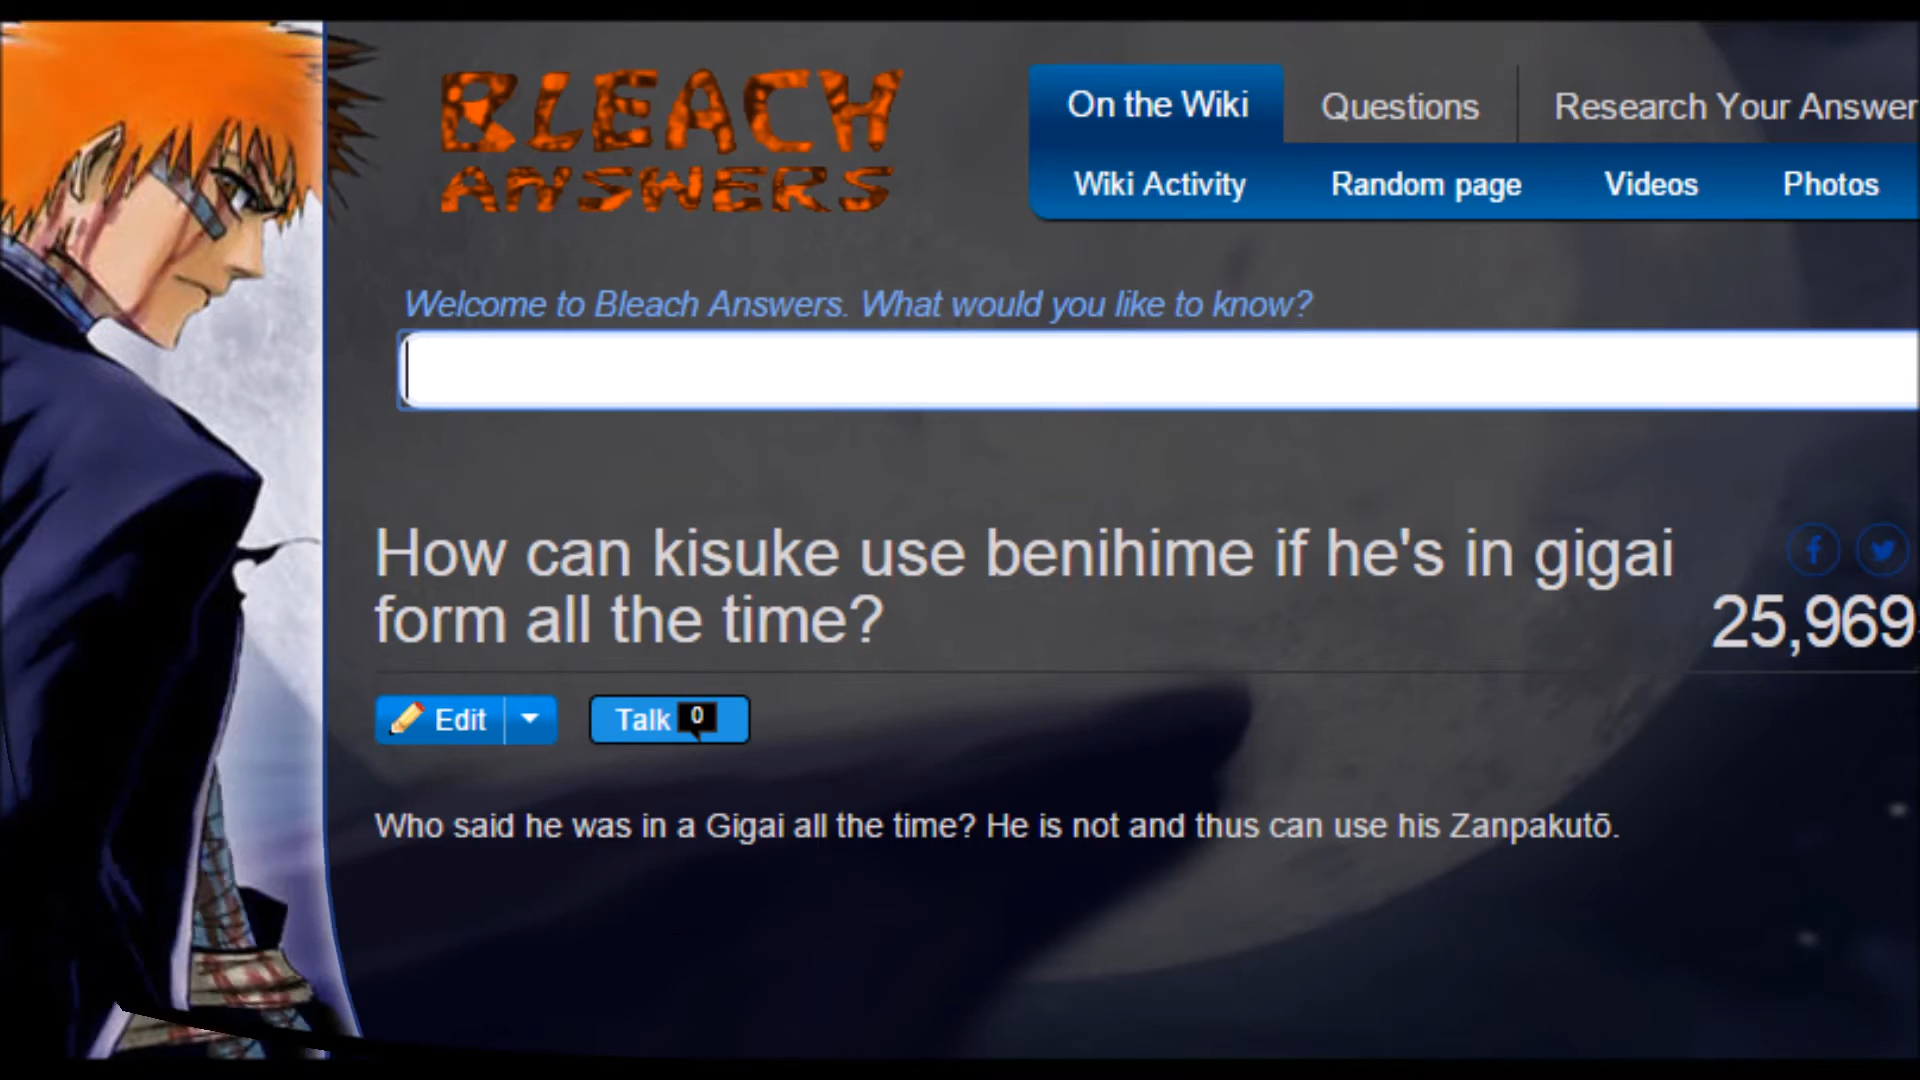 BLEACH
ANSWERS
On the Wiki
Questions
Research Your Answer
Wiki Activity
Random page
Videos
Photos
Welcome to Bleach Answers. What would you like to know?
How can kisuke use benihime if he's in gigai
form all the time?
25,969
Edit
Talk 0
Who said he was in a Gigai all the time? He is not and thus can use his Zanpakutō.